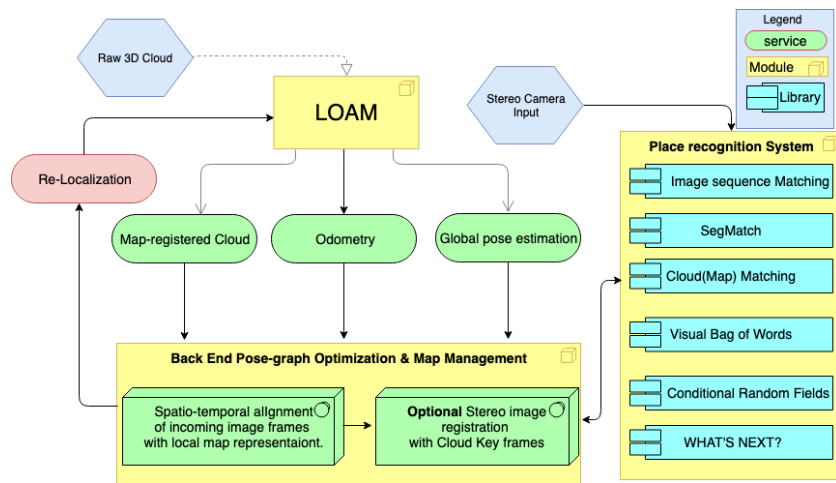 Legend
service
Module
Library
Raw 3D Cloud
LOAM
Stereo Camera
Input
Re-Localization
Map-registered Cloud
Odometry
Global pose estimation
Place recognition System
Image sequence Matching
SegMatch
Cloud(Map) Matching
Visual Bag of Words
Conditional Random Fields
WHAT'S NEXT?
Back End Pose-graph Optimization & Map Management
Spatio-temporal alIgnment
of incoming image frames
with local map representaiont.
Optional Stereo image
registration
with Cloud Key frames